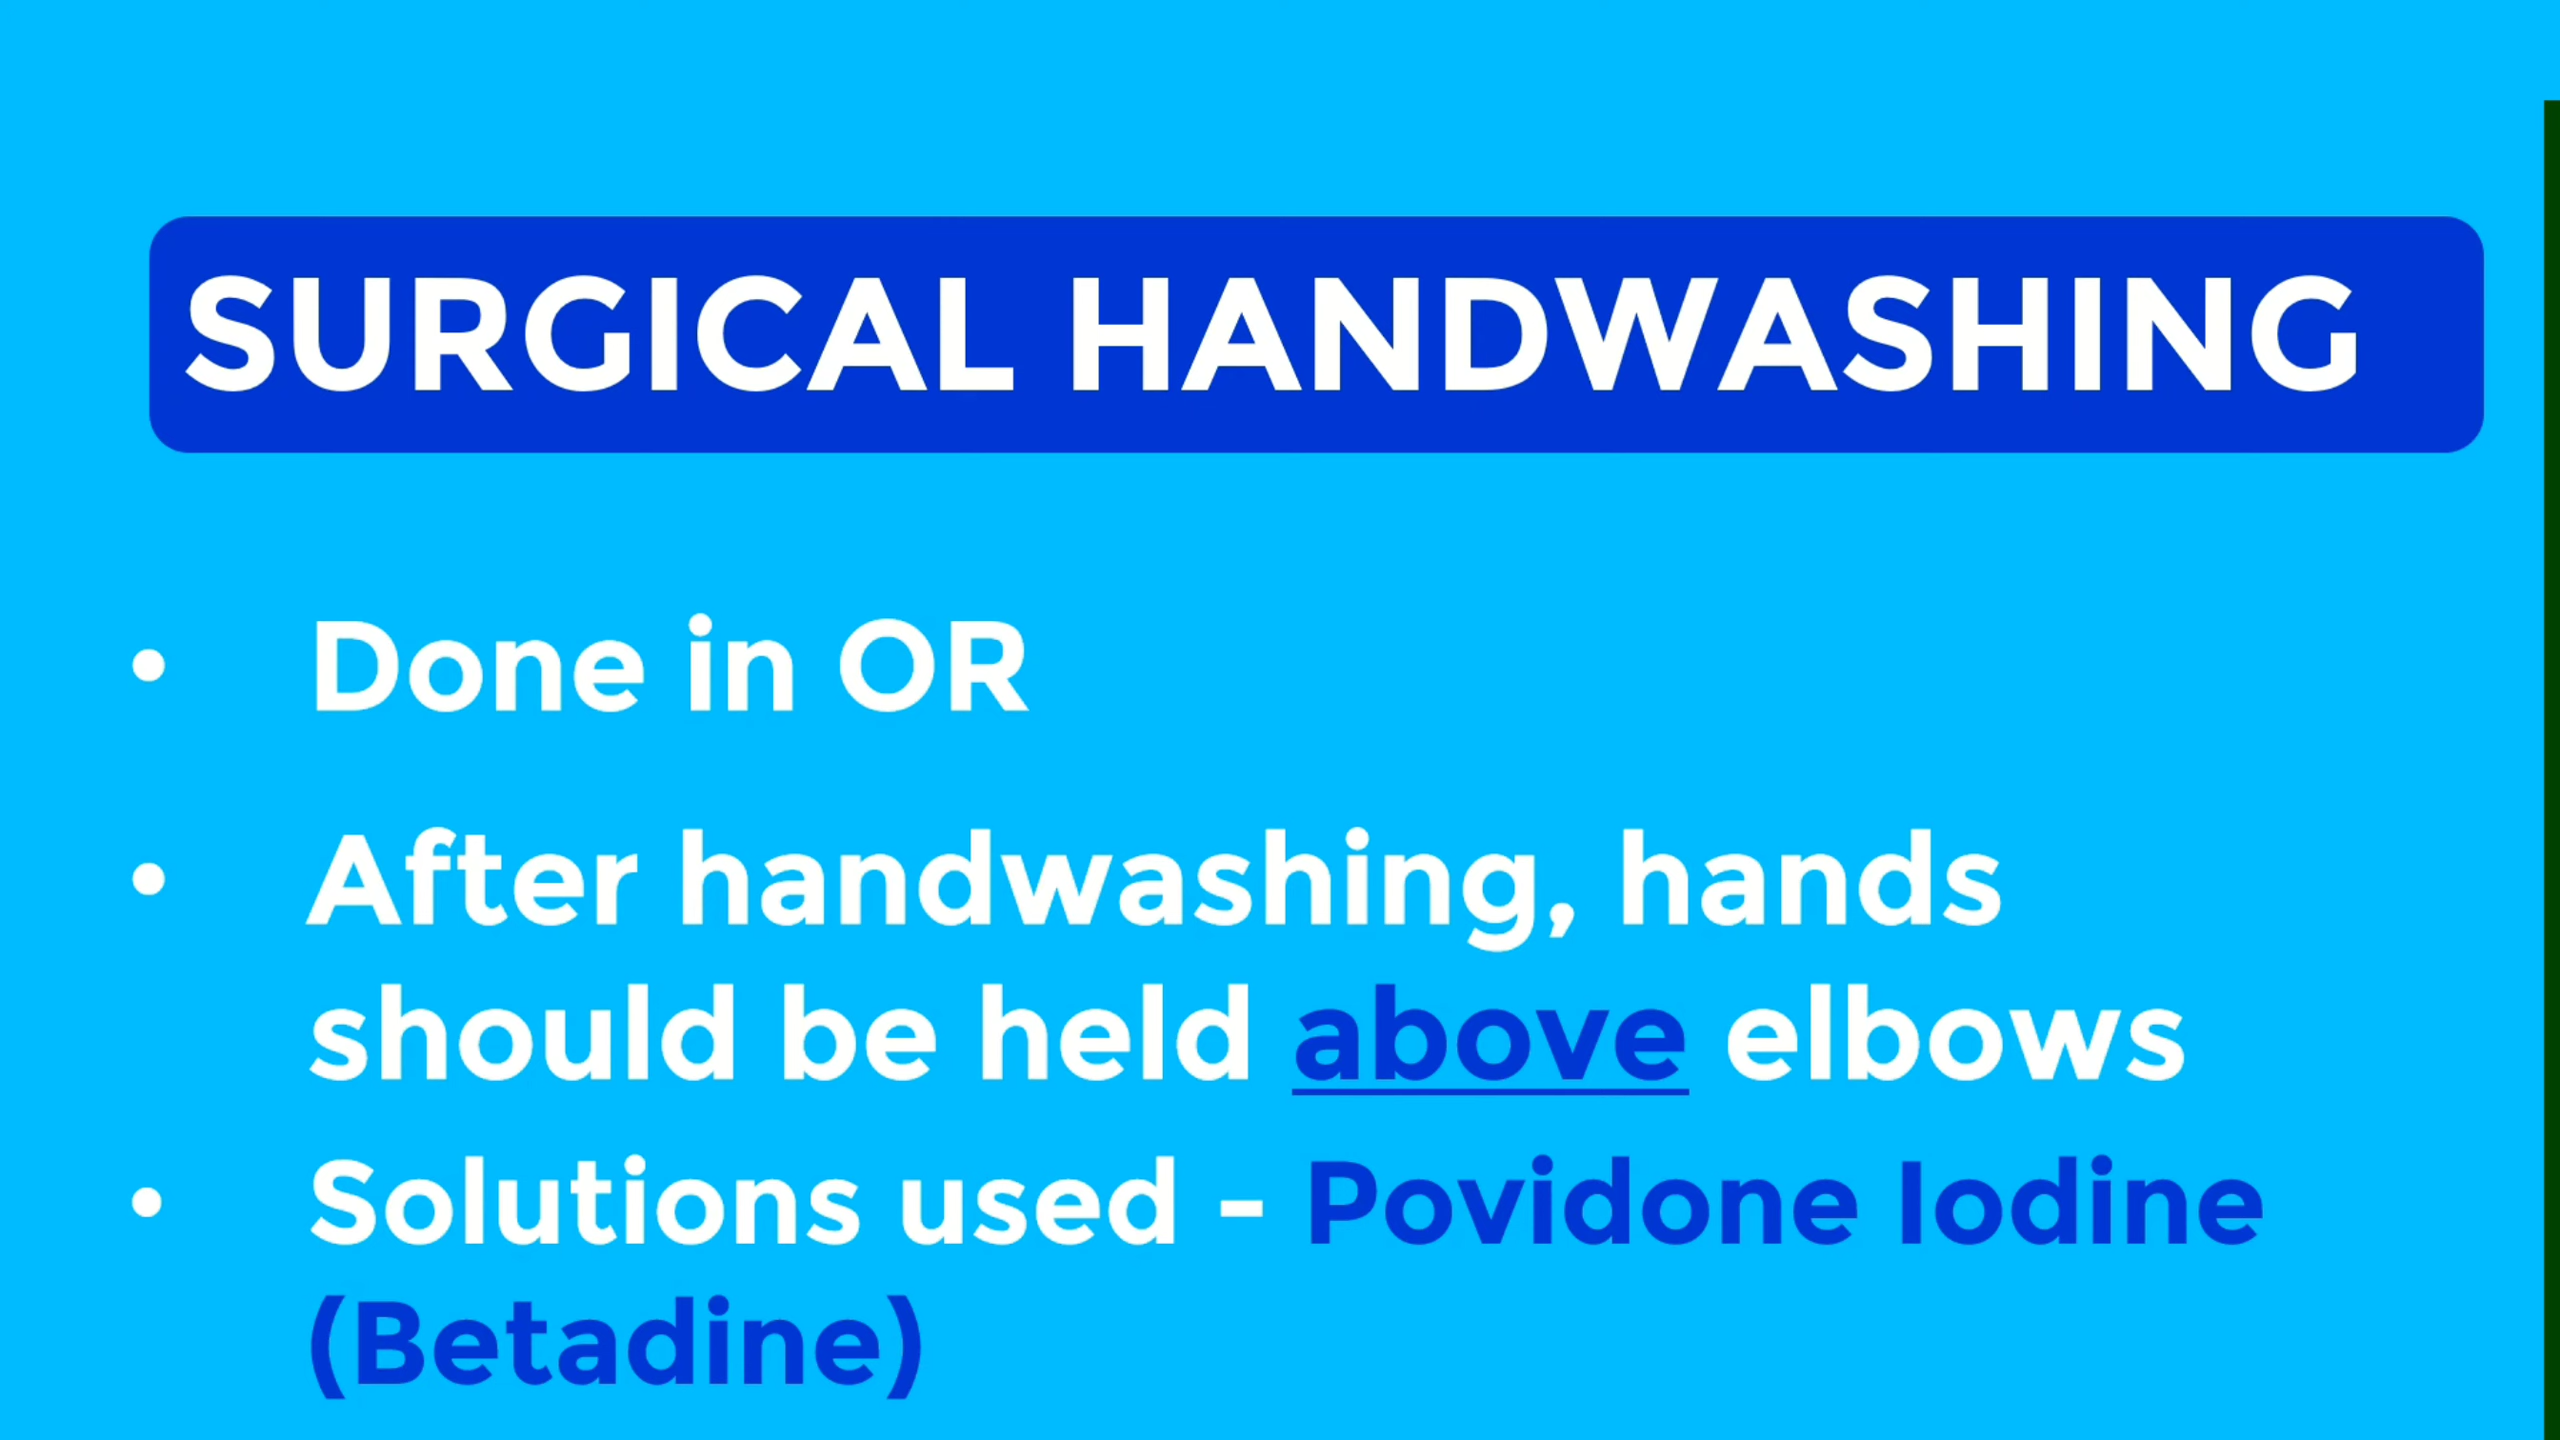 SURGICAL HANDWASHING
• Done in OR
• After handwashing, hands
should be held above elbows
• Solutions used - Povidone Iodine
(Betadine)